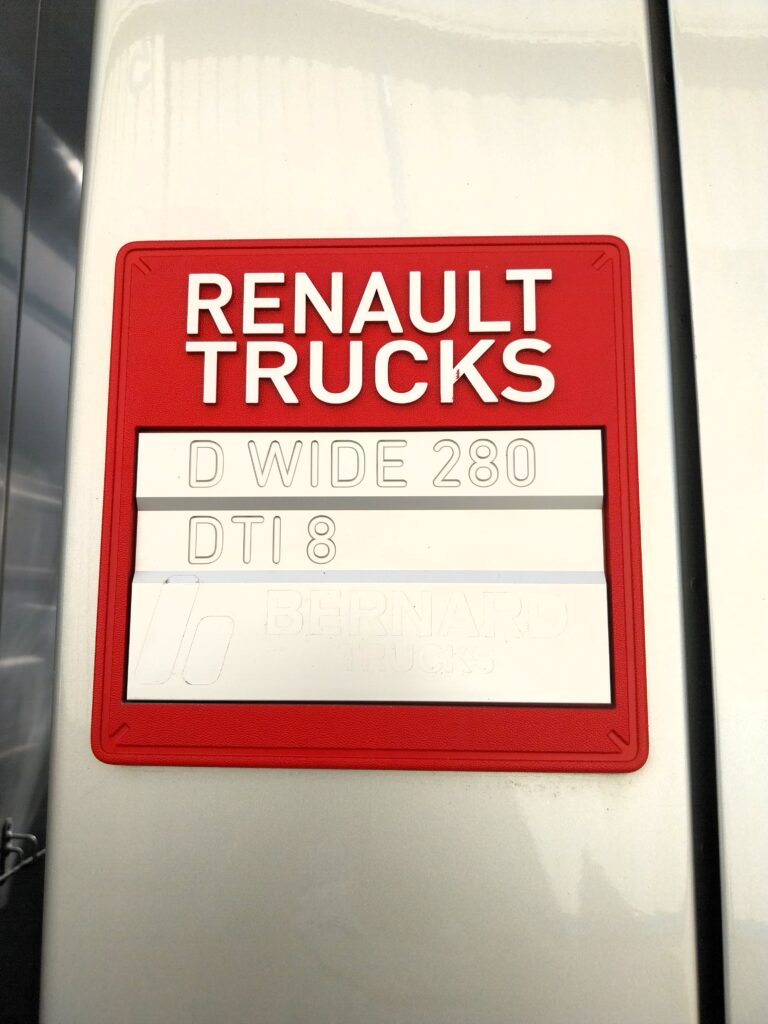 RENAULT
TRUCKS
D WIDE 280
DTI 8
BERNARD
TRUCKS